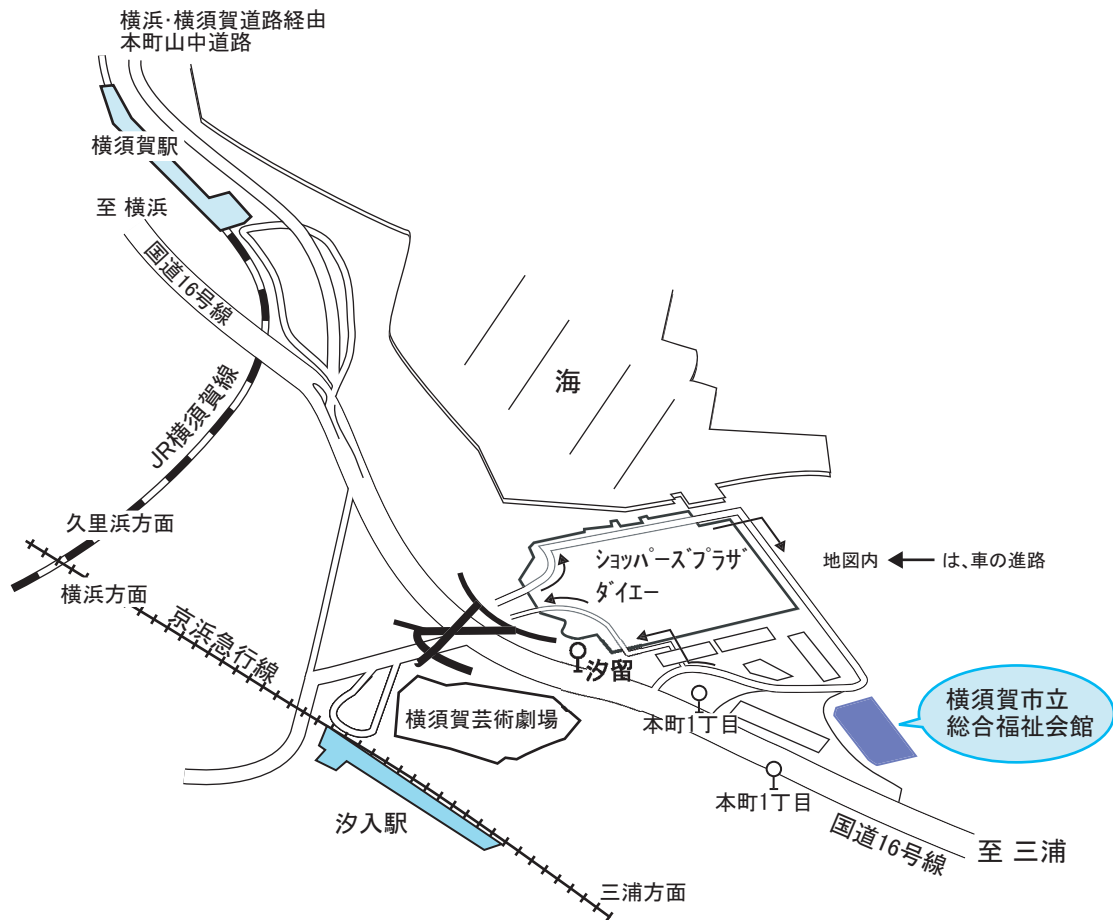 横浜・横須賀道路経由
本町山中道路
横須賀駅
至 横浜
国道16号線
JR横須賀線
海
久里浜方面
横浜方面
ショッパーズプラザ
ダイエー
地図内 ← は、車の進路
京浜急行線
汐留
横須賀芸術劇場
本町1丁目
横須賀市立
総合福祉会館
本町1丁目
汐入駅
国道16号線
至 三浦
三浦方面